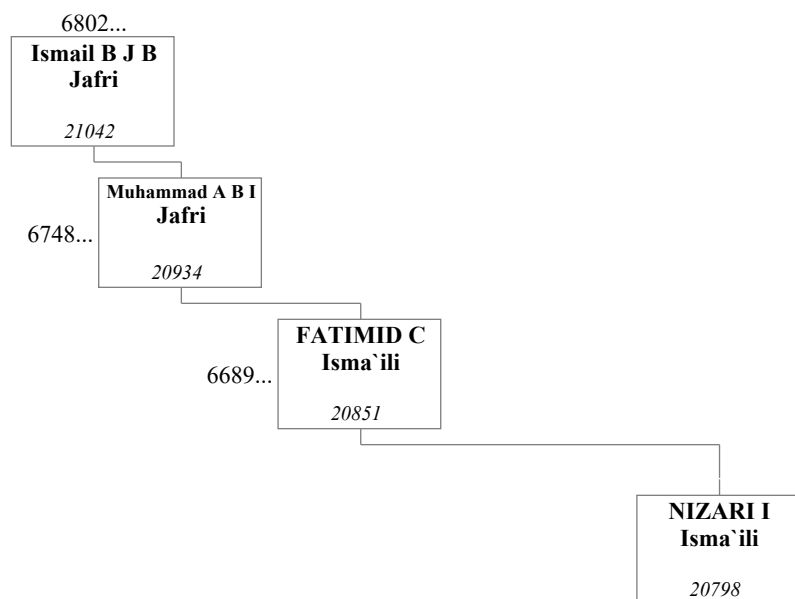 6802...
Ismail B J B
Jafri
21042
Muhammad A B I
Jafri
6748...
20934
FATIMID C
Isma`ili
6689...
20851
NIZARI I
Isma`ili
20798